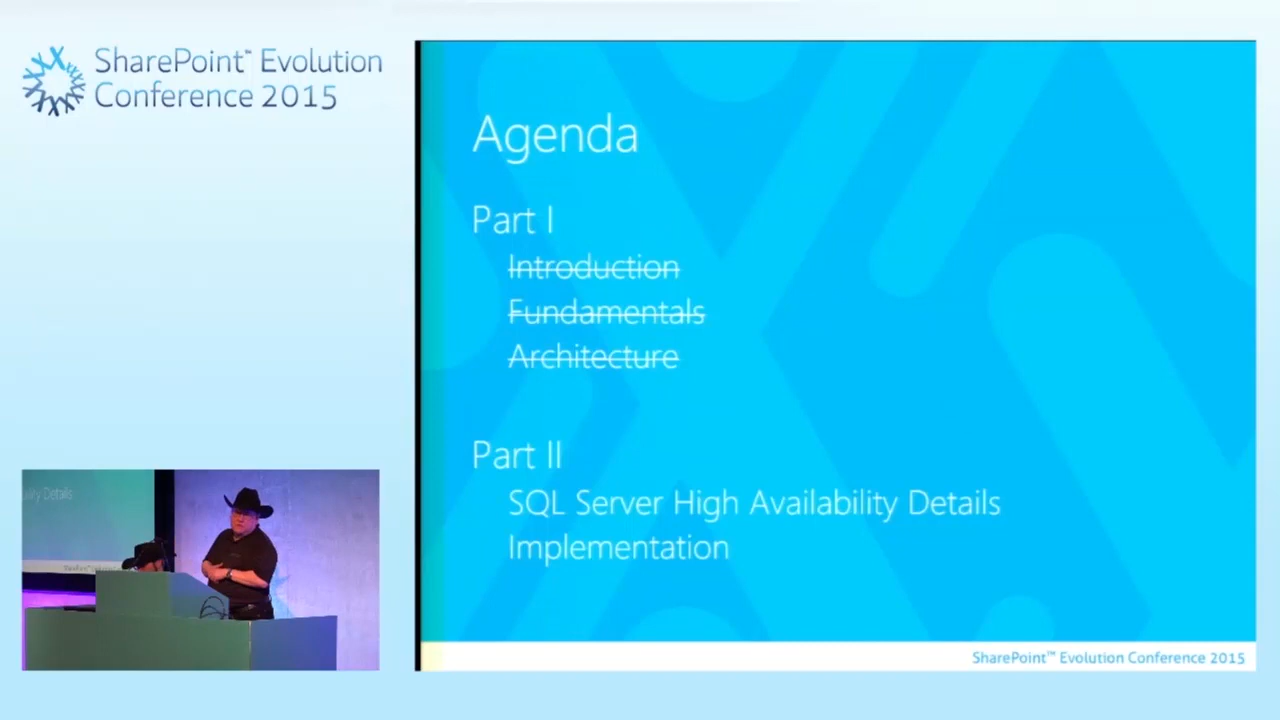 SharePoint™ Evolution
Conference 2015
Agenda
Part I
Introduction
Fundamentals
Architecture
Part II
SQL Server High Availability Details
Implementation
SharePoint™ Evolution Conference 2015
Details